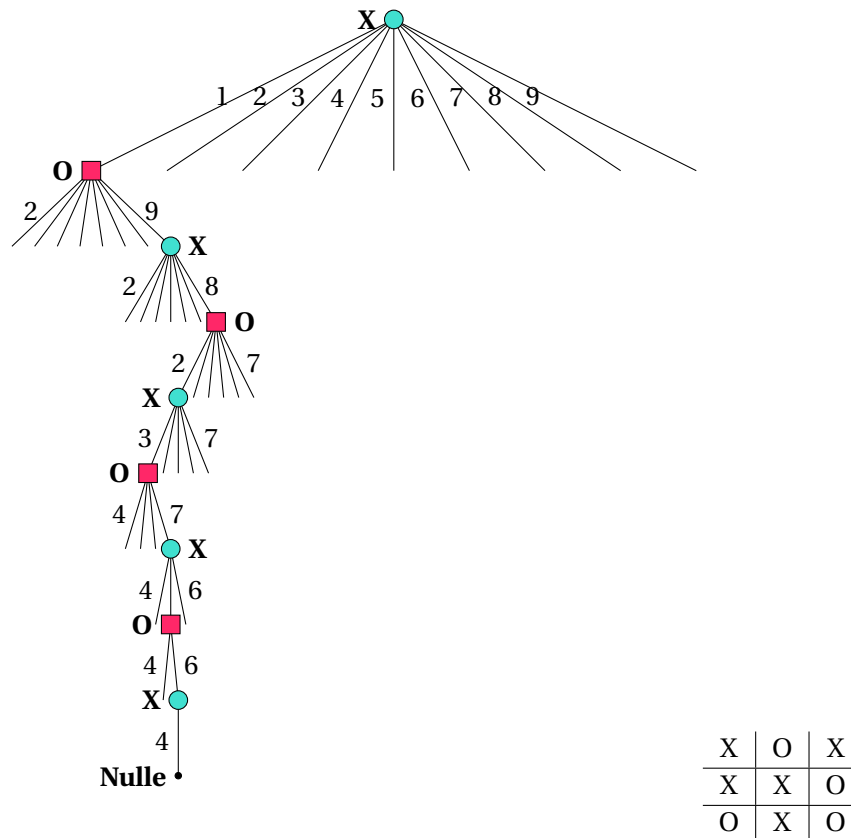 X
1 2 3 4 5 6 7 8 9
O
2 9
X
2 8
O
2 7
X
3 7
O
4 7
X
4 6
O
4 6
X
4
Nulle
X O X
X X O
O X O